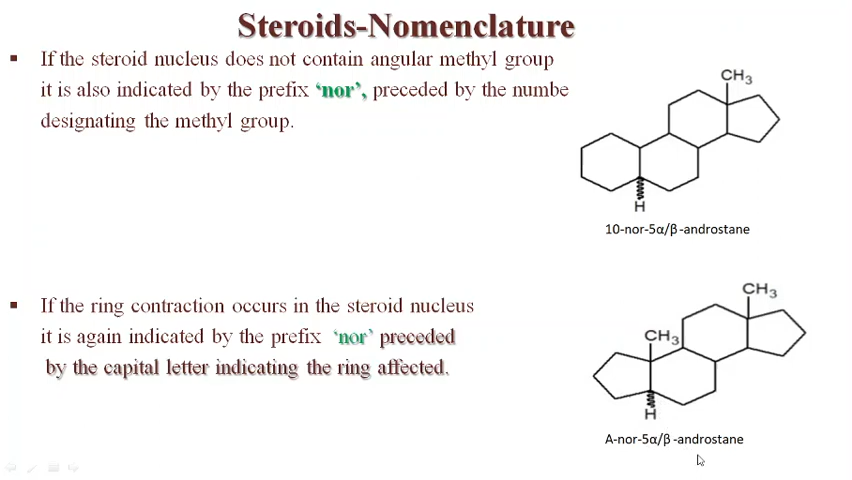 Steroids-Nomenclature
▪ If the steroid nucleus does not contain angular methyl group
it is also indicated by the prefix ‘nor’, preceded by the numbe
designating the methyl group.
CH3
H
10-nor-5α/β-androstane
▪ If the ring contraction occurs in the steroid nucleus
it is again indicated by the prefix ‘nor’ preceded
by the capital letter indicating the ring affected.
CH3
CH3
H
A-nor-5α/β-androstane